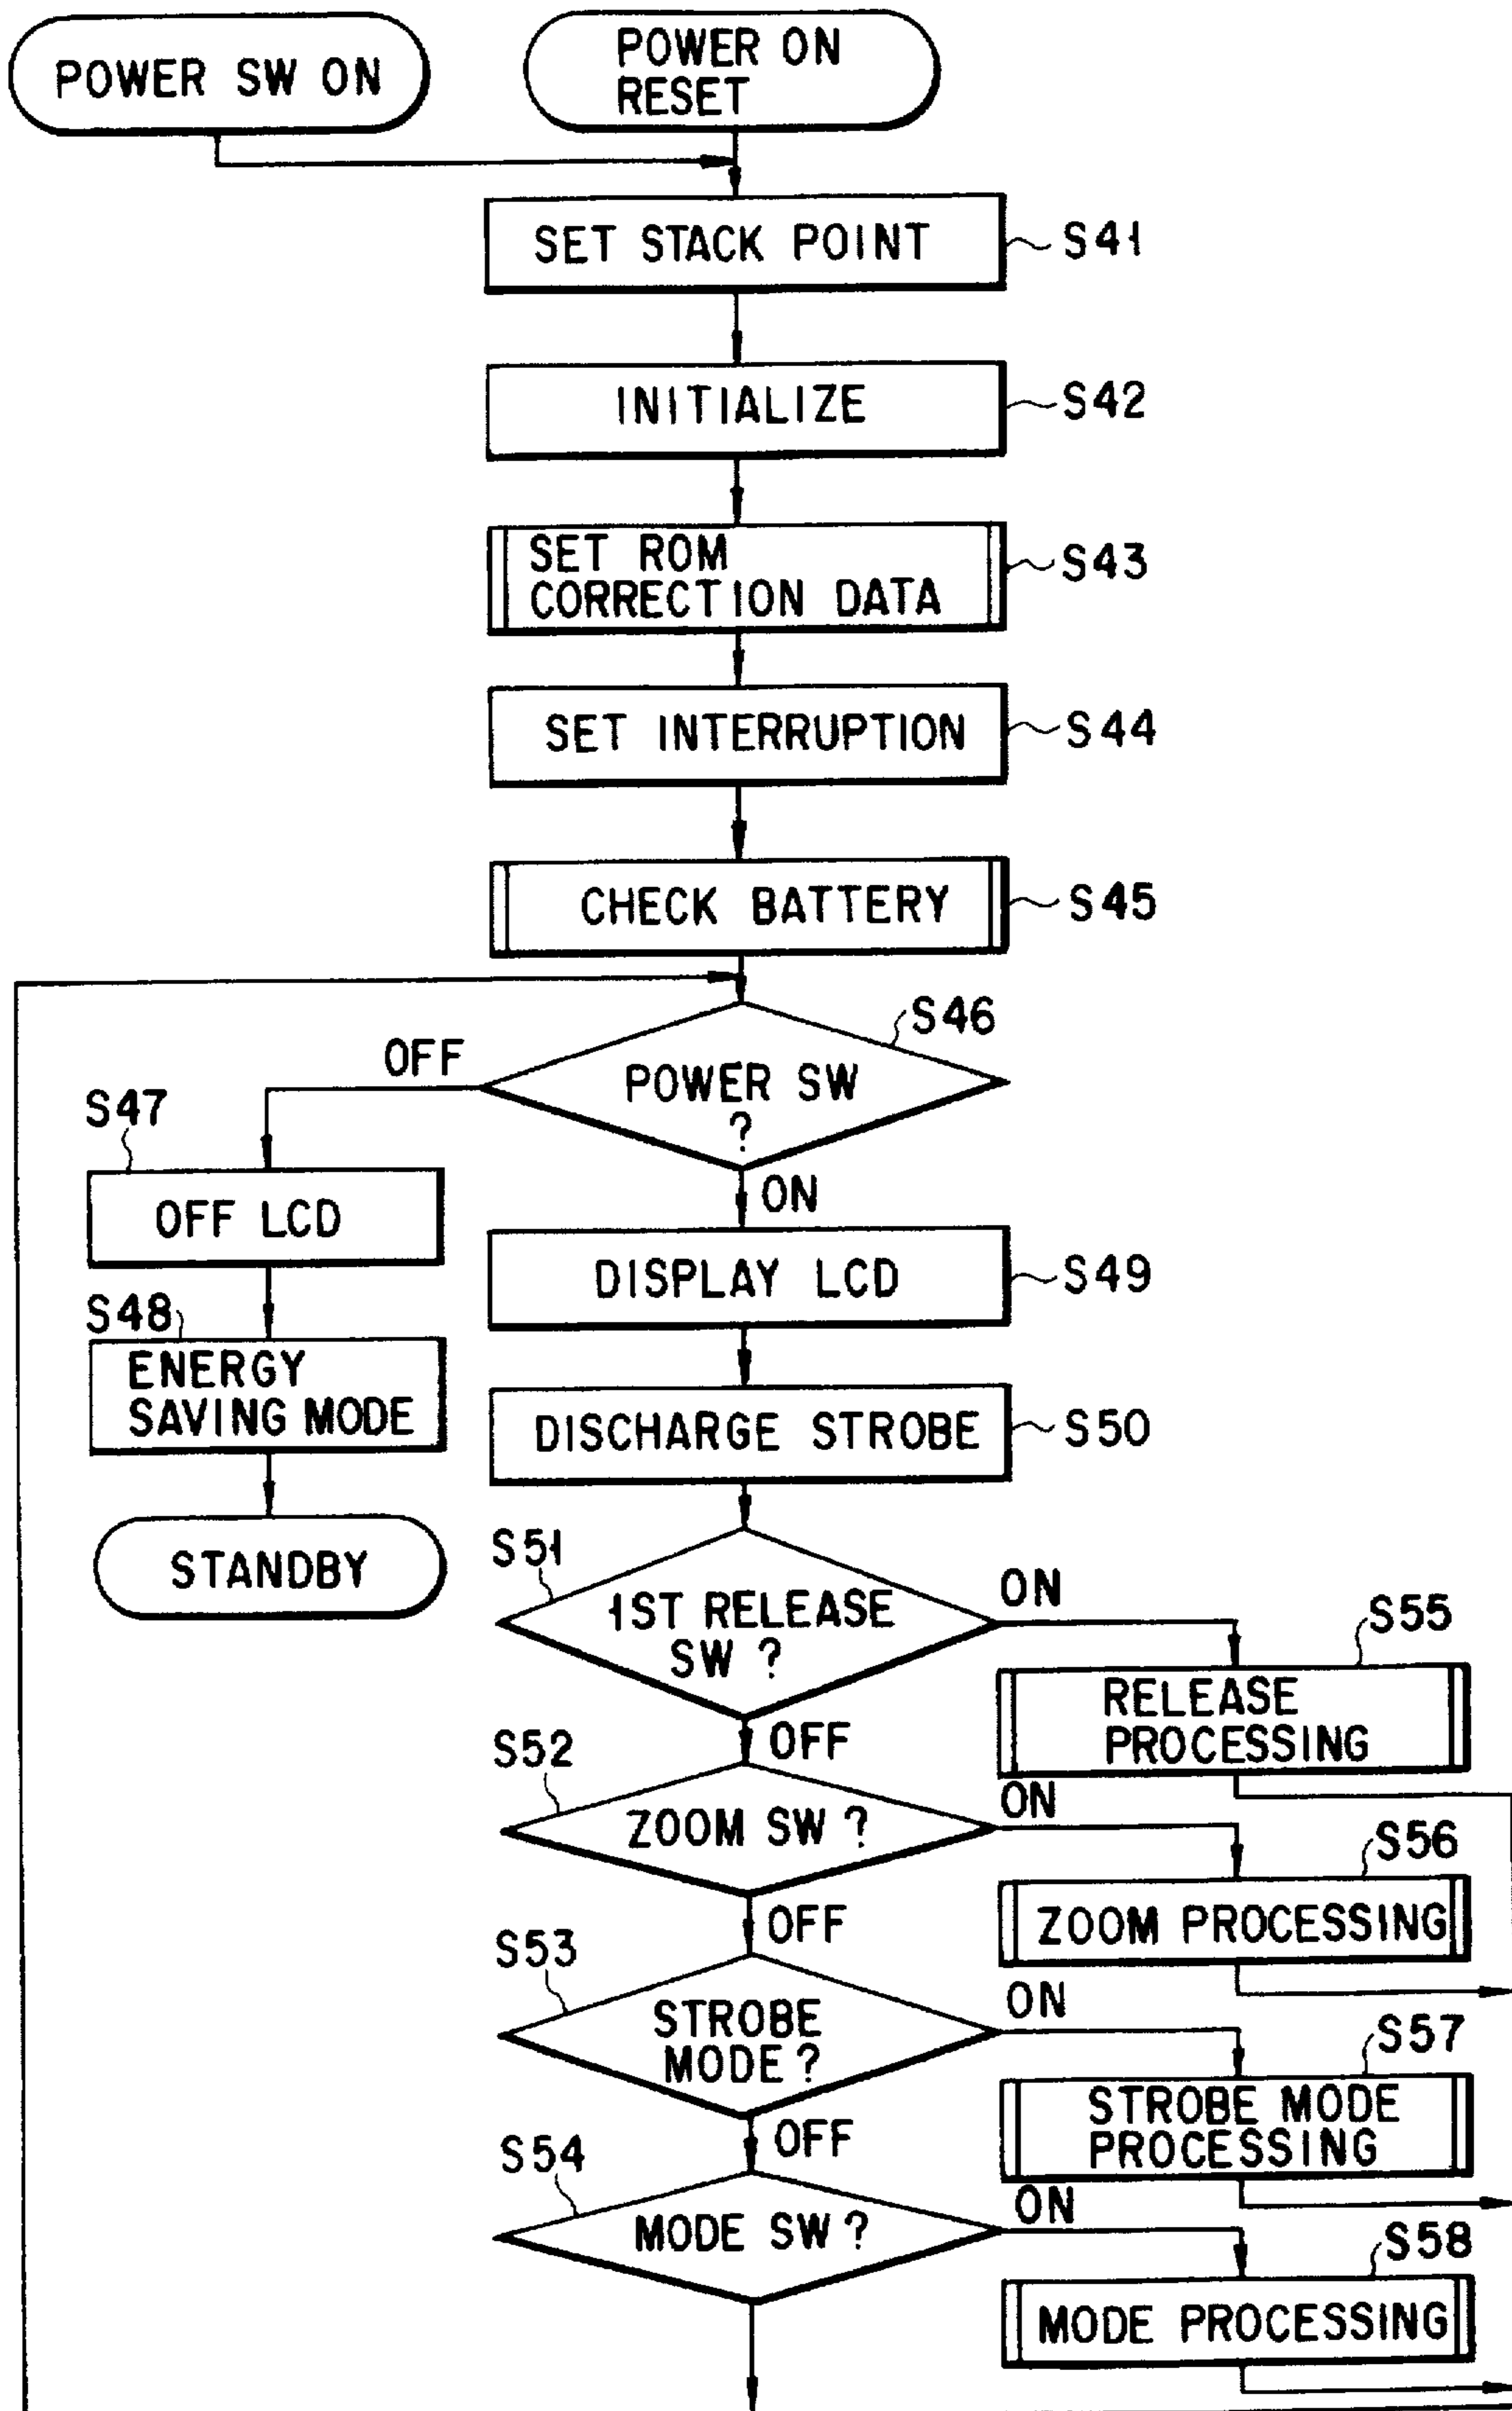 POWER SW ON
POWER ON
RESET
SET STACK POINT
S41
INITIALIZE
S42
SET ROM
CORRECTION DATA
S43
SET INTERRUPTION
S44
CHECK BATTERY
S45
S46
OFF
POWER SW
?
S47
ON
OFF LCD
DISPLAY LCD
S49
S48
ENERGY
SAVING MODE
DISCHARGE STROBE
S50
STANDBY
S51
1ST RELEASE
SW ?
ON
S55
RELEASE
PROCESSING
OFF
S52
ZOOM SW ?
ON
S56
ZOOM PROCESSING
OFF
S53
STROBE
MODE ?
ON
S57
STROBE MODE
PROCESSING
OFF
S54
MODE SW ?
ON
S58
MODE PROCESSING